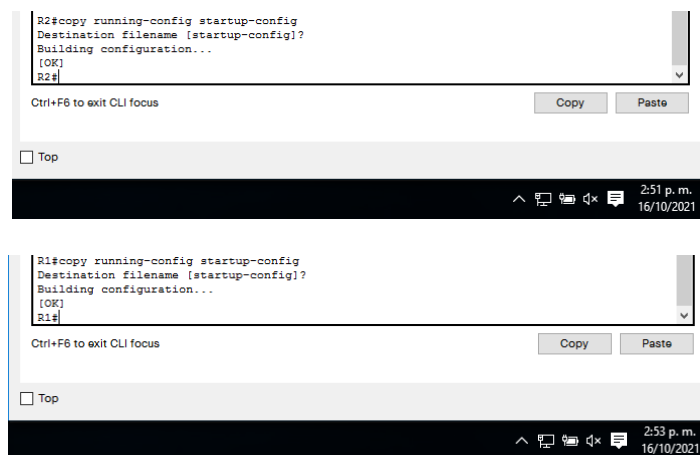 R2#copy running-config startup-config
Destination filename [startup-config]?
Building configuration...
[OK]
R2#
Ctrl+F6 to exit CLI focus
Copy
Paste
Top
2:51 p. m.
16/10/2021
R1#copy running-config startup-config
Destination filename [startup-config]?
Building configuration...
[OK]
R1#
Ctrl+F6 to exit CLI focus
Copy
Paste
Top
2:53 p. m.
16/10/2021